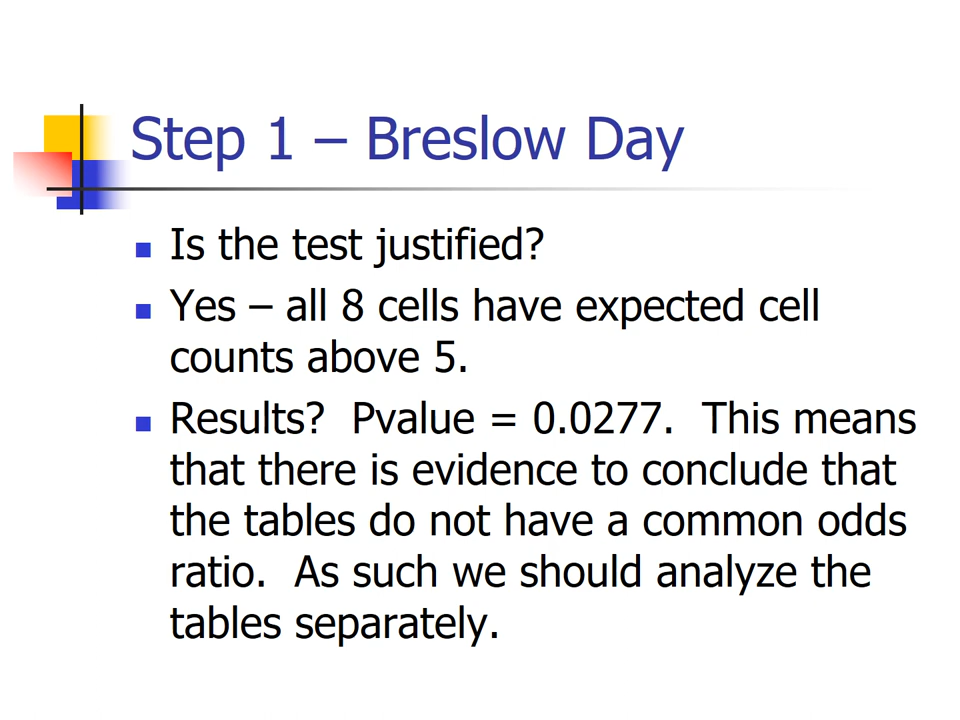 Step 1 – Breslow Day
Is the test justified?
Yes – all 8 cells have expected cell
counts above 5.
Results?  Pvalue = 0.0277.  This means
that there is evidence to conclude that
the tables do not have a common odds
ratio.  As such we should analyze the
tables separately.